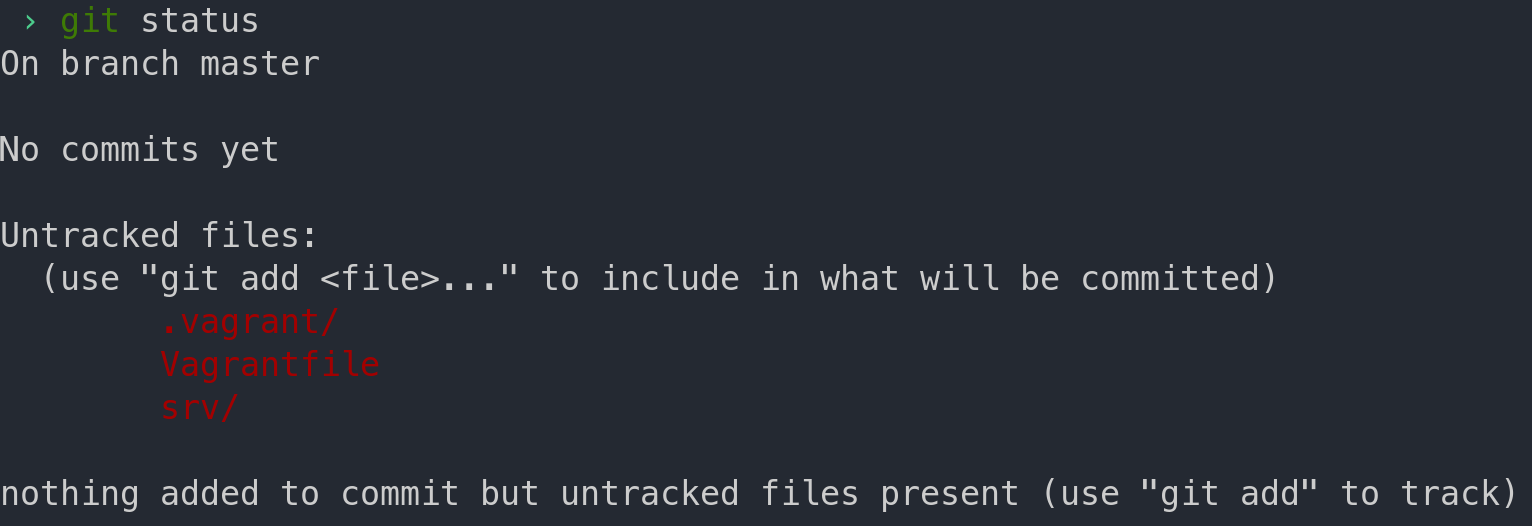 › git status
On branch master
No commits yet
Untracked files:
(use "git add <file>..." to include in what will be committed)
.vagrant/
Vagrantfile
srv/
nothing added to commit but untracked files present (use "git add" to track)